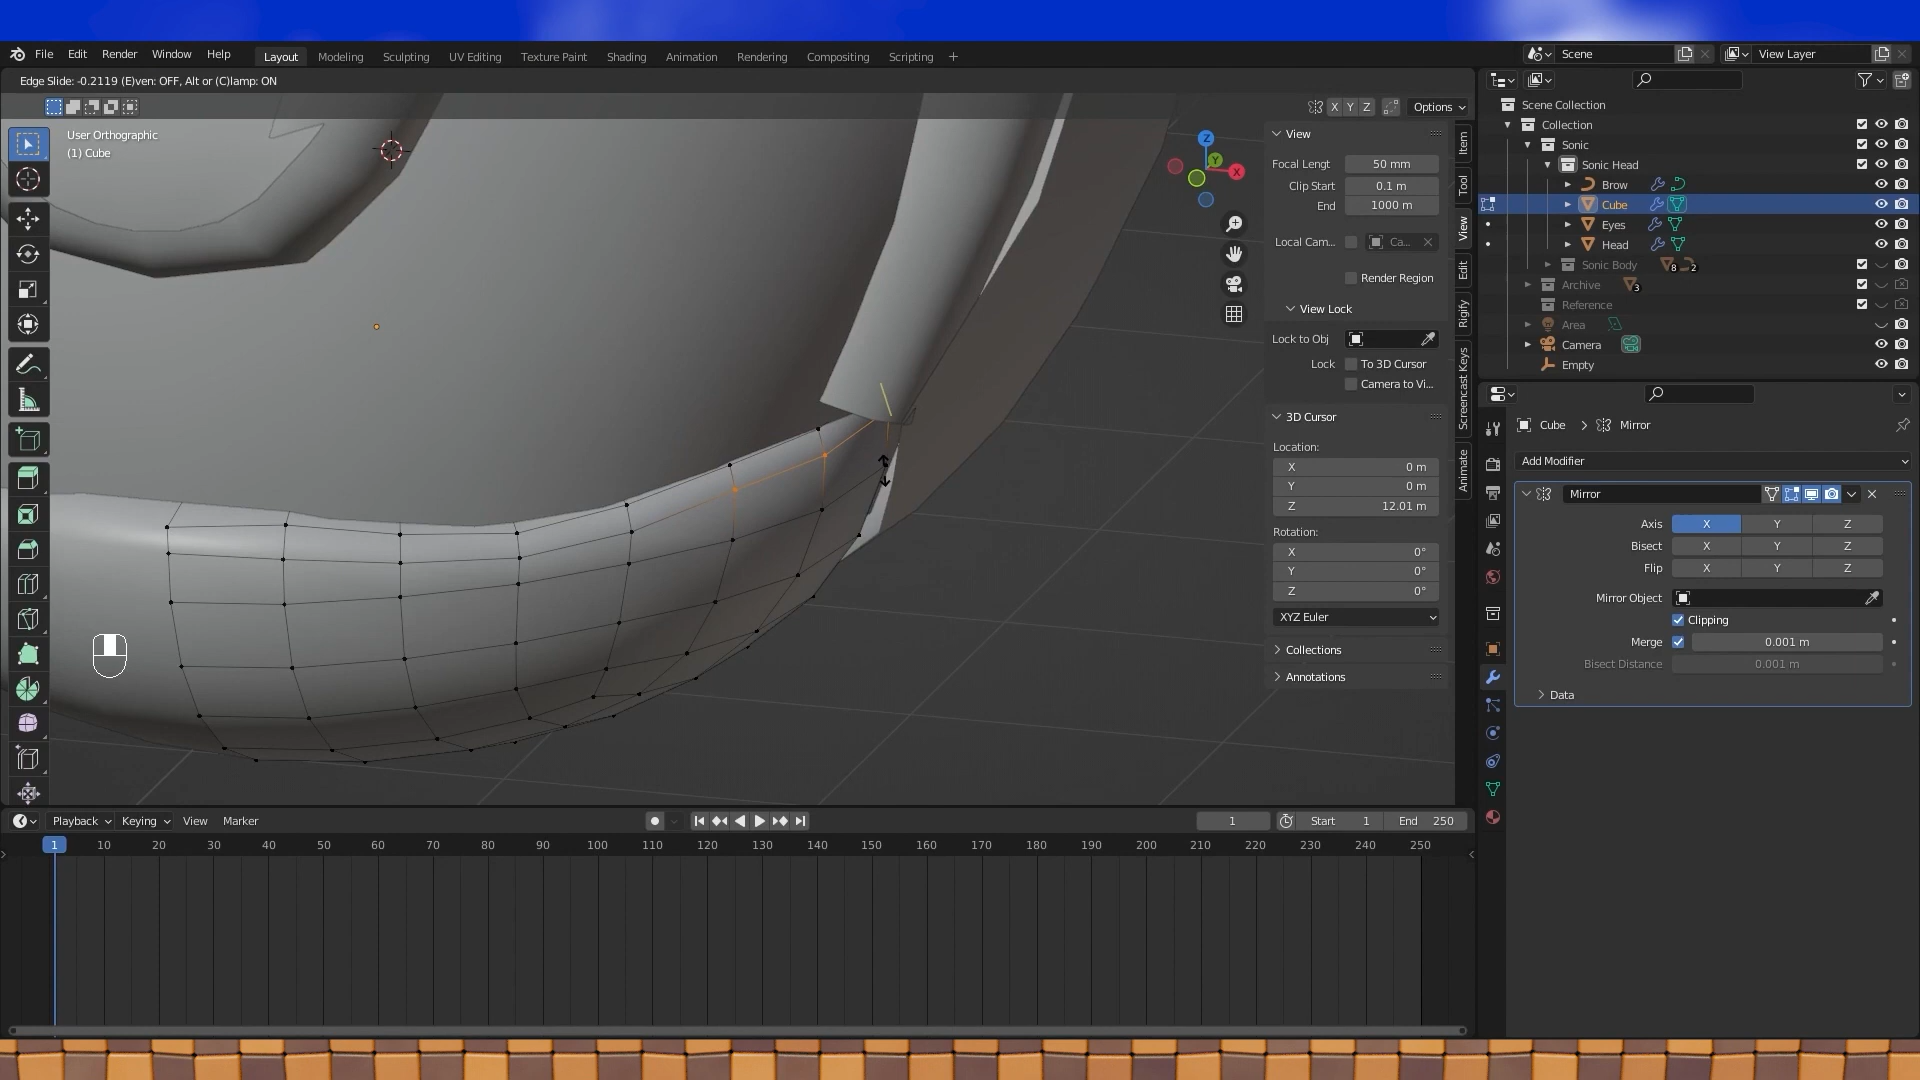 File Edit Render Window Help Layout Modeling Sculpting UV Editing Texture Paint Shading Animation Rendering Compositing Scripting + Scene View Layer
Edge Slide: -0.2119 (E)ven: OFF, Alt or (C)lamp: ON
X Y Z Options
User Orthographic
(1) Cube
Z
Y
X
View
Focal Lengt 50 mm
Clip Start 0.1 m
End 1000 m
Local Cam... Ca...
Render Region
View Lock
Lock to Obj
Lock To 3D Cursor
Camera to Vi...
3D Cursor
Location:
X 0 m
Y 0 m
Z 12.01 m
Rotation:
X 0°
Y 0°
Z 0°
XYZ Euler
Collections
Annotations
Item
Tool
View
Edit
Rigify
Screencast Keys
Animate
Scene Collection
Collection
Sonic
Sonic Head
Brow
Cube
Eyes
Head
Sonic Body 8 2
Archive 3
Reference
Area
Camera
Empty
Cube > Mirror
Add Modifier
Mirror
Axis X Y Z
Bisect X Y Z
Flip X Y Z
Mirror Object
Clipping
Merge 0.001 m
Bisect Distance 0.001 m
Data
Playback Keying View Marker 1 Start 1 End 250
1 10 20 30 40 50 60 70 80 90 100 110 120 130 140 150 160 170 180 190 200 210 220 230 240 250